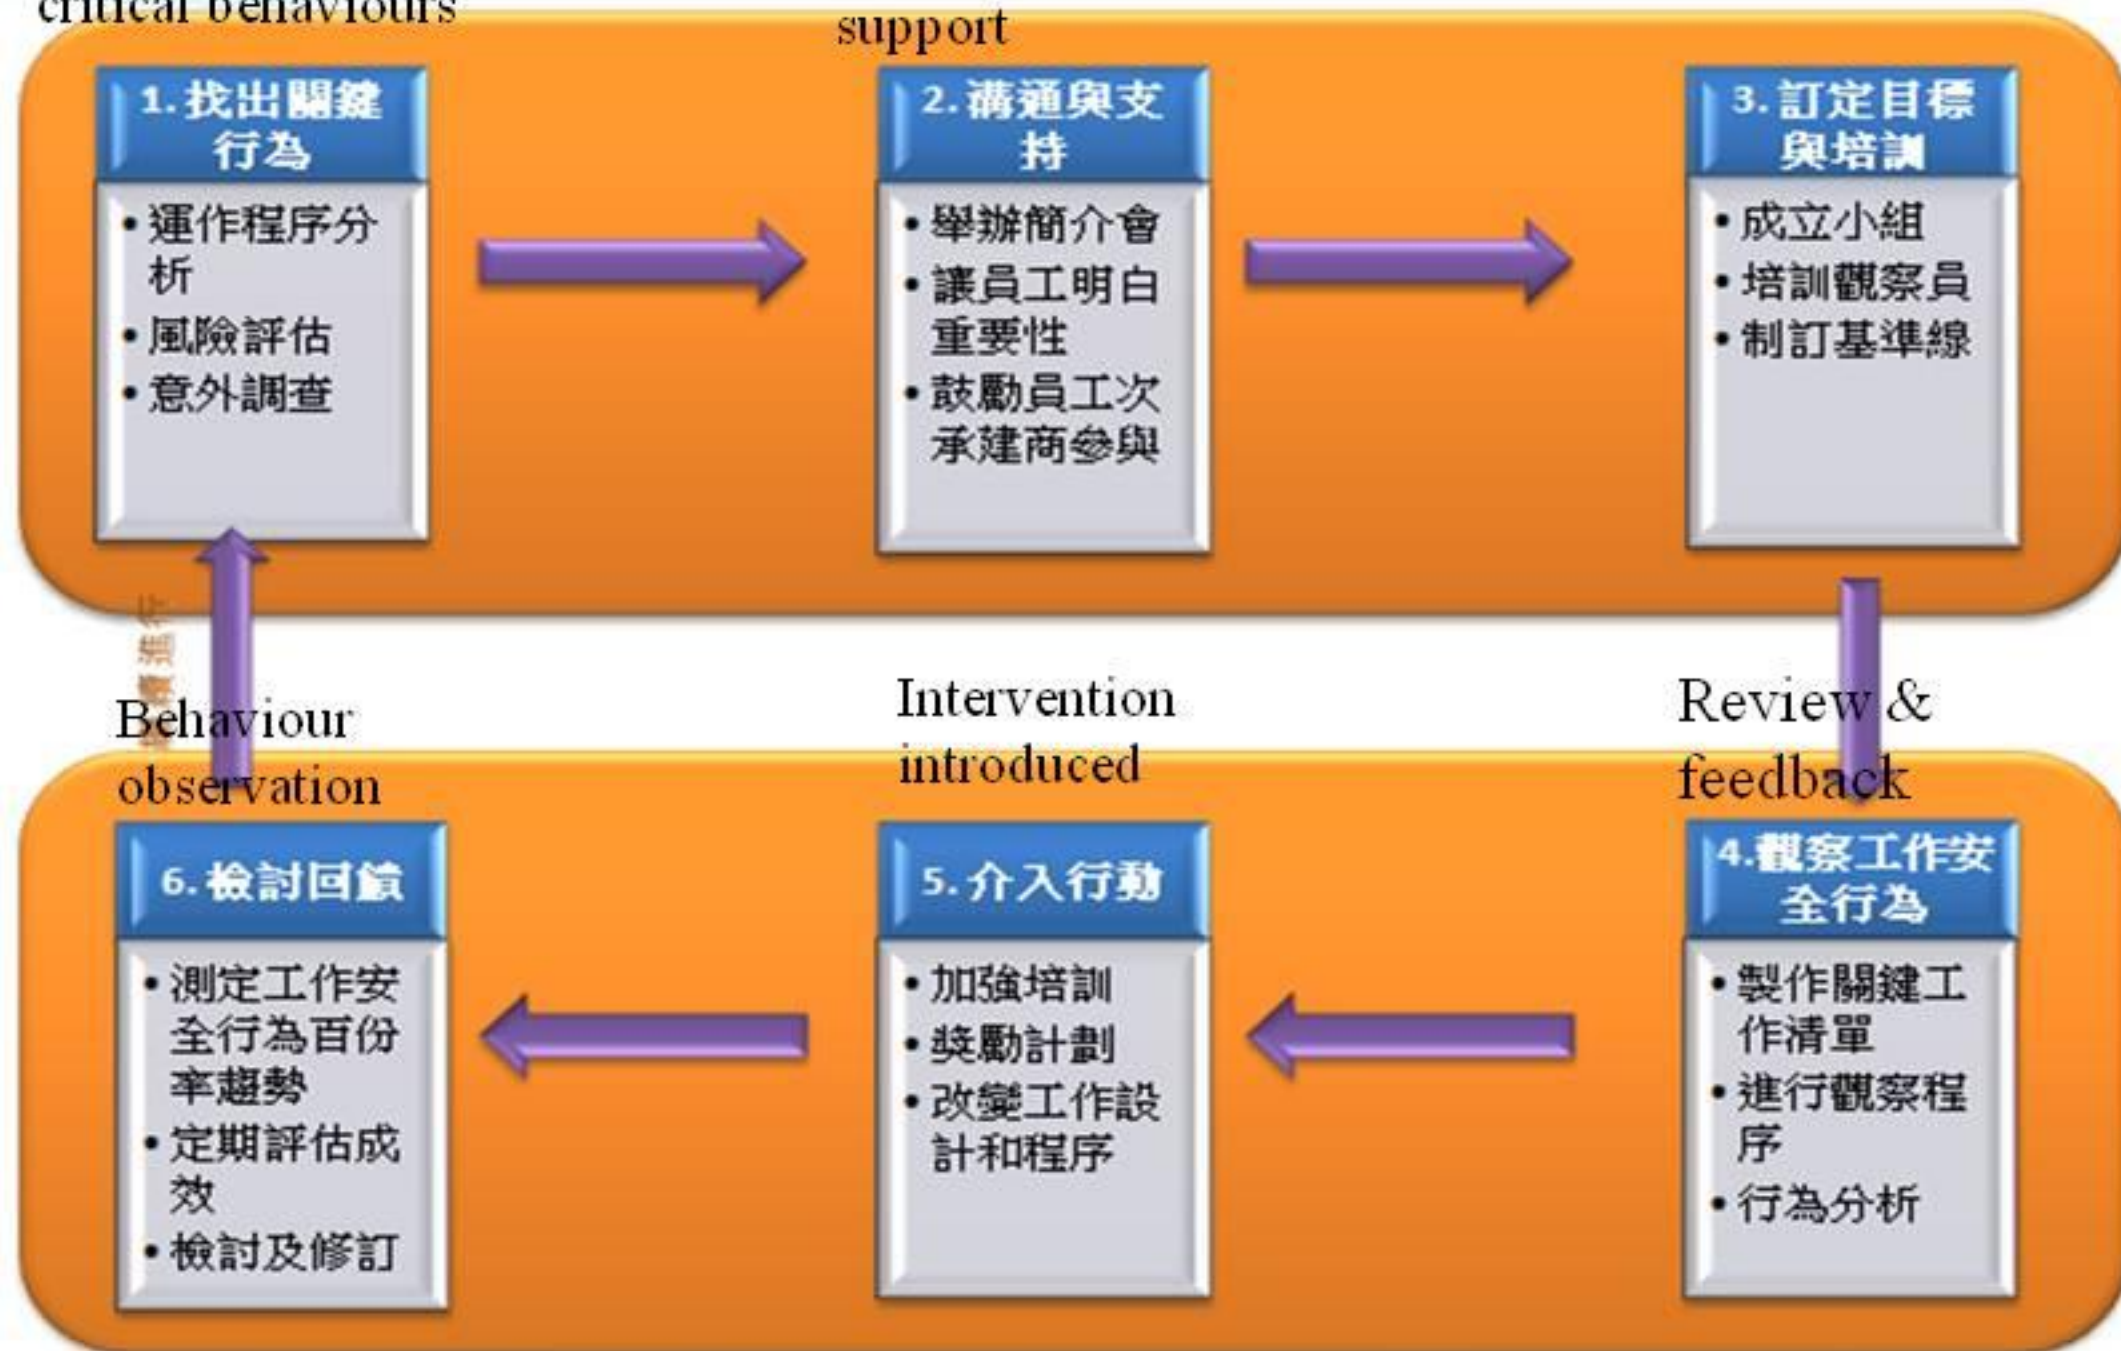 critical behaviours
support
1. 找出關鍵
行為
• 運作程序分
析
• 風險評估
• 意外調查
2. 溝通與支
持
• 舉辦簡介會
• 讓員工明白
重要性
• 鼓勵員工次
承建商參與
3. 訂定目標
與培訓
• 成立小組
• 培訓觀察員
• 制訂基準線
進行
Behaviour
observation
Intervention
introduced
Review &
feedback
6. 檢討回饋
• 測定工作安
全行為百份
率趨勢
• 定期評估成
效
• 檢討及修訂
5. 介入行動
• 加強培訓
• 獎勵計劃
• 改變工作設
計和程序
4.觀察工作安
全行為
• 製作關鍵工
作清單
• 進行觀察程
序
• 行為分析